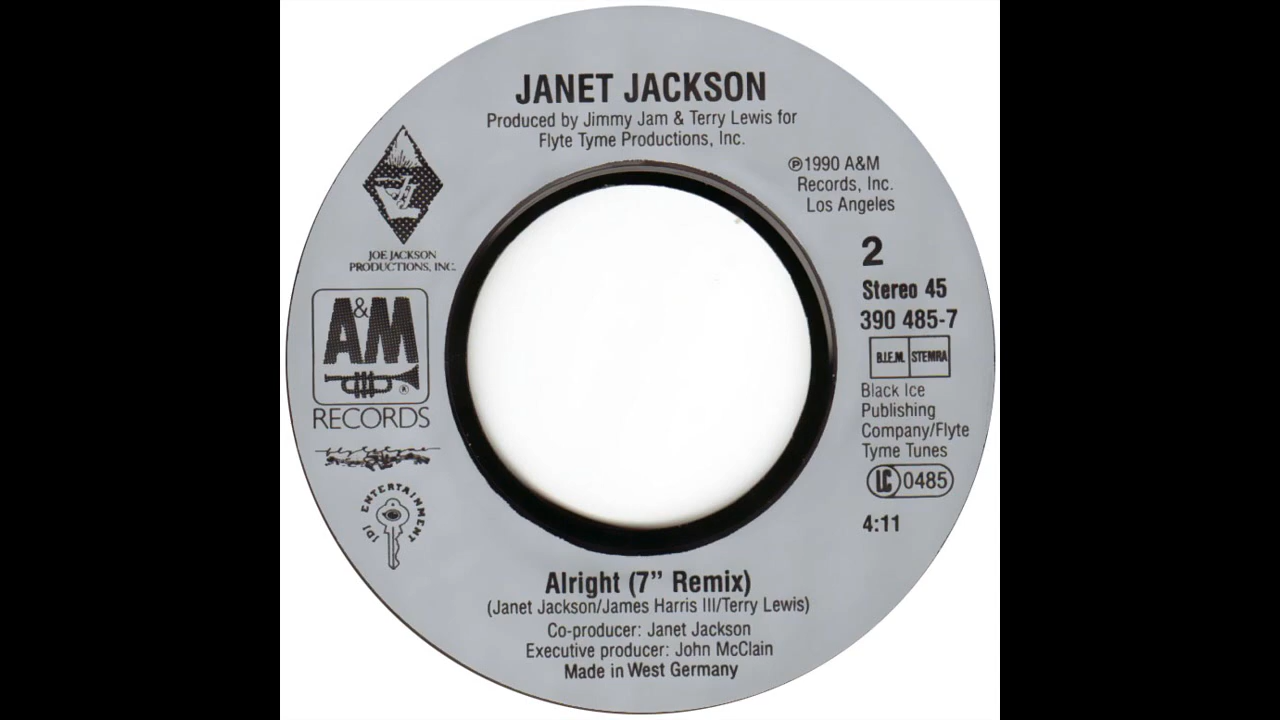 JANET JACKSON
Produced by Jimmy Jam & Terry Lewis for
Flyte Tyme Productions, Inc.
℗1990 A&M
Records, Inc.
Los Angeles
JOE JACKSON
PRODUCTIONS, INC.
2
Stereo 45
390 485-7
B.I.E.M. STEMRA
A&M
®
RECORDS
Black Ice
Publishing
Company/Flyte
Tyme Tunes
LC 0485
4:11
JDJ ENTERTAINMENT
Alright (7” Remix)
(Janet Jackson/James Harris III/Terry Lewis)
Co-producer: Janet Jackson
Executive producer: John McClain
Made in West Germany